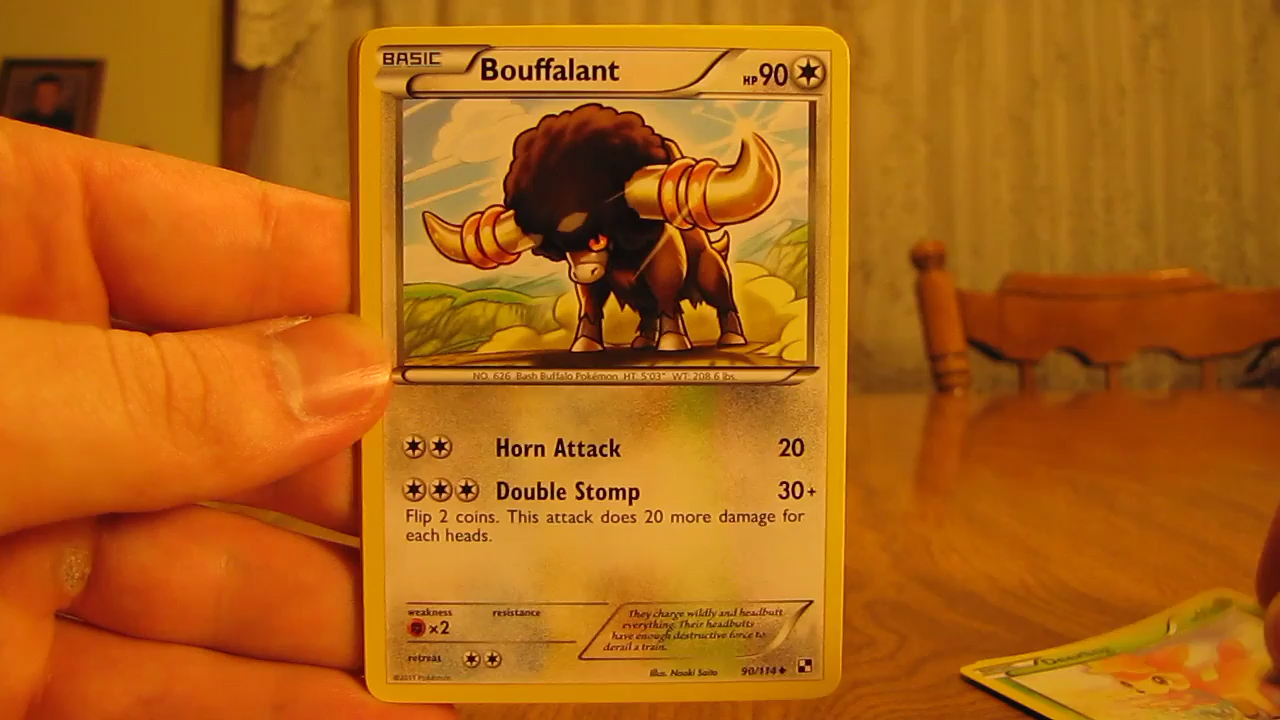 BASIC Bouffalant HP 90
NO. 626 Bash Buffalo Pokémon HT. 5'03" WT. 208.6 lbs.
Horn Attack 20
Double Stomp 30+
Flip 2 coins. This attack does 20 more damage for
each heads.
weakness resistance
×2
retreat
They charge wildly and headbutt
everything. Their headbutts
have enough destructive force to
derail a train.
©2011 Pokémon
Illus. Naoki Saito 90/114